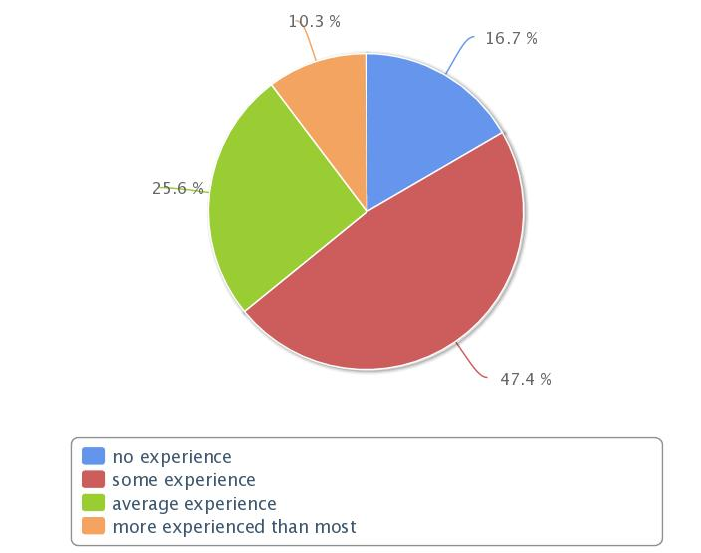 10.3 %
16.7 %
25.6 %
47.4 %
no experience
some experience
average experience
more experienced than most